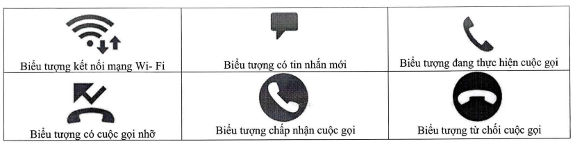 Biểu tượng kết nối mạng Wi- Fi
Biểu tượng có tin nhắn mới
Biểu tượng đang thực hiện cuộc gọi
Biểu tượng có cuộc gọi nhỡ
Biểu tượng chấp nhận cuộc gọi
Biểu tượng từ chối cuộc gọi